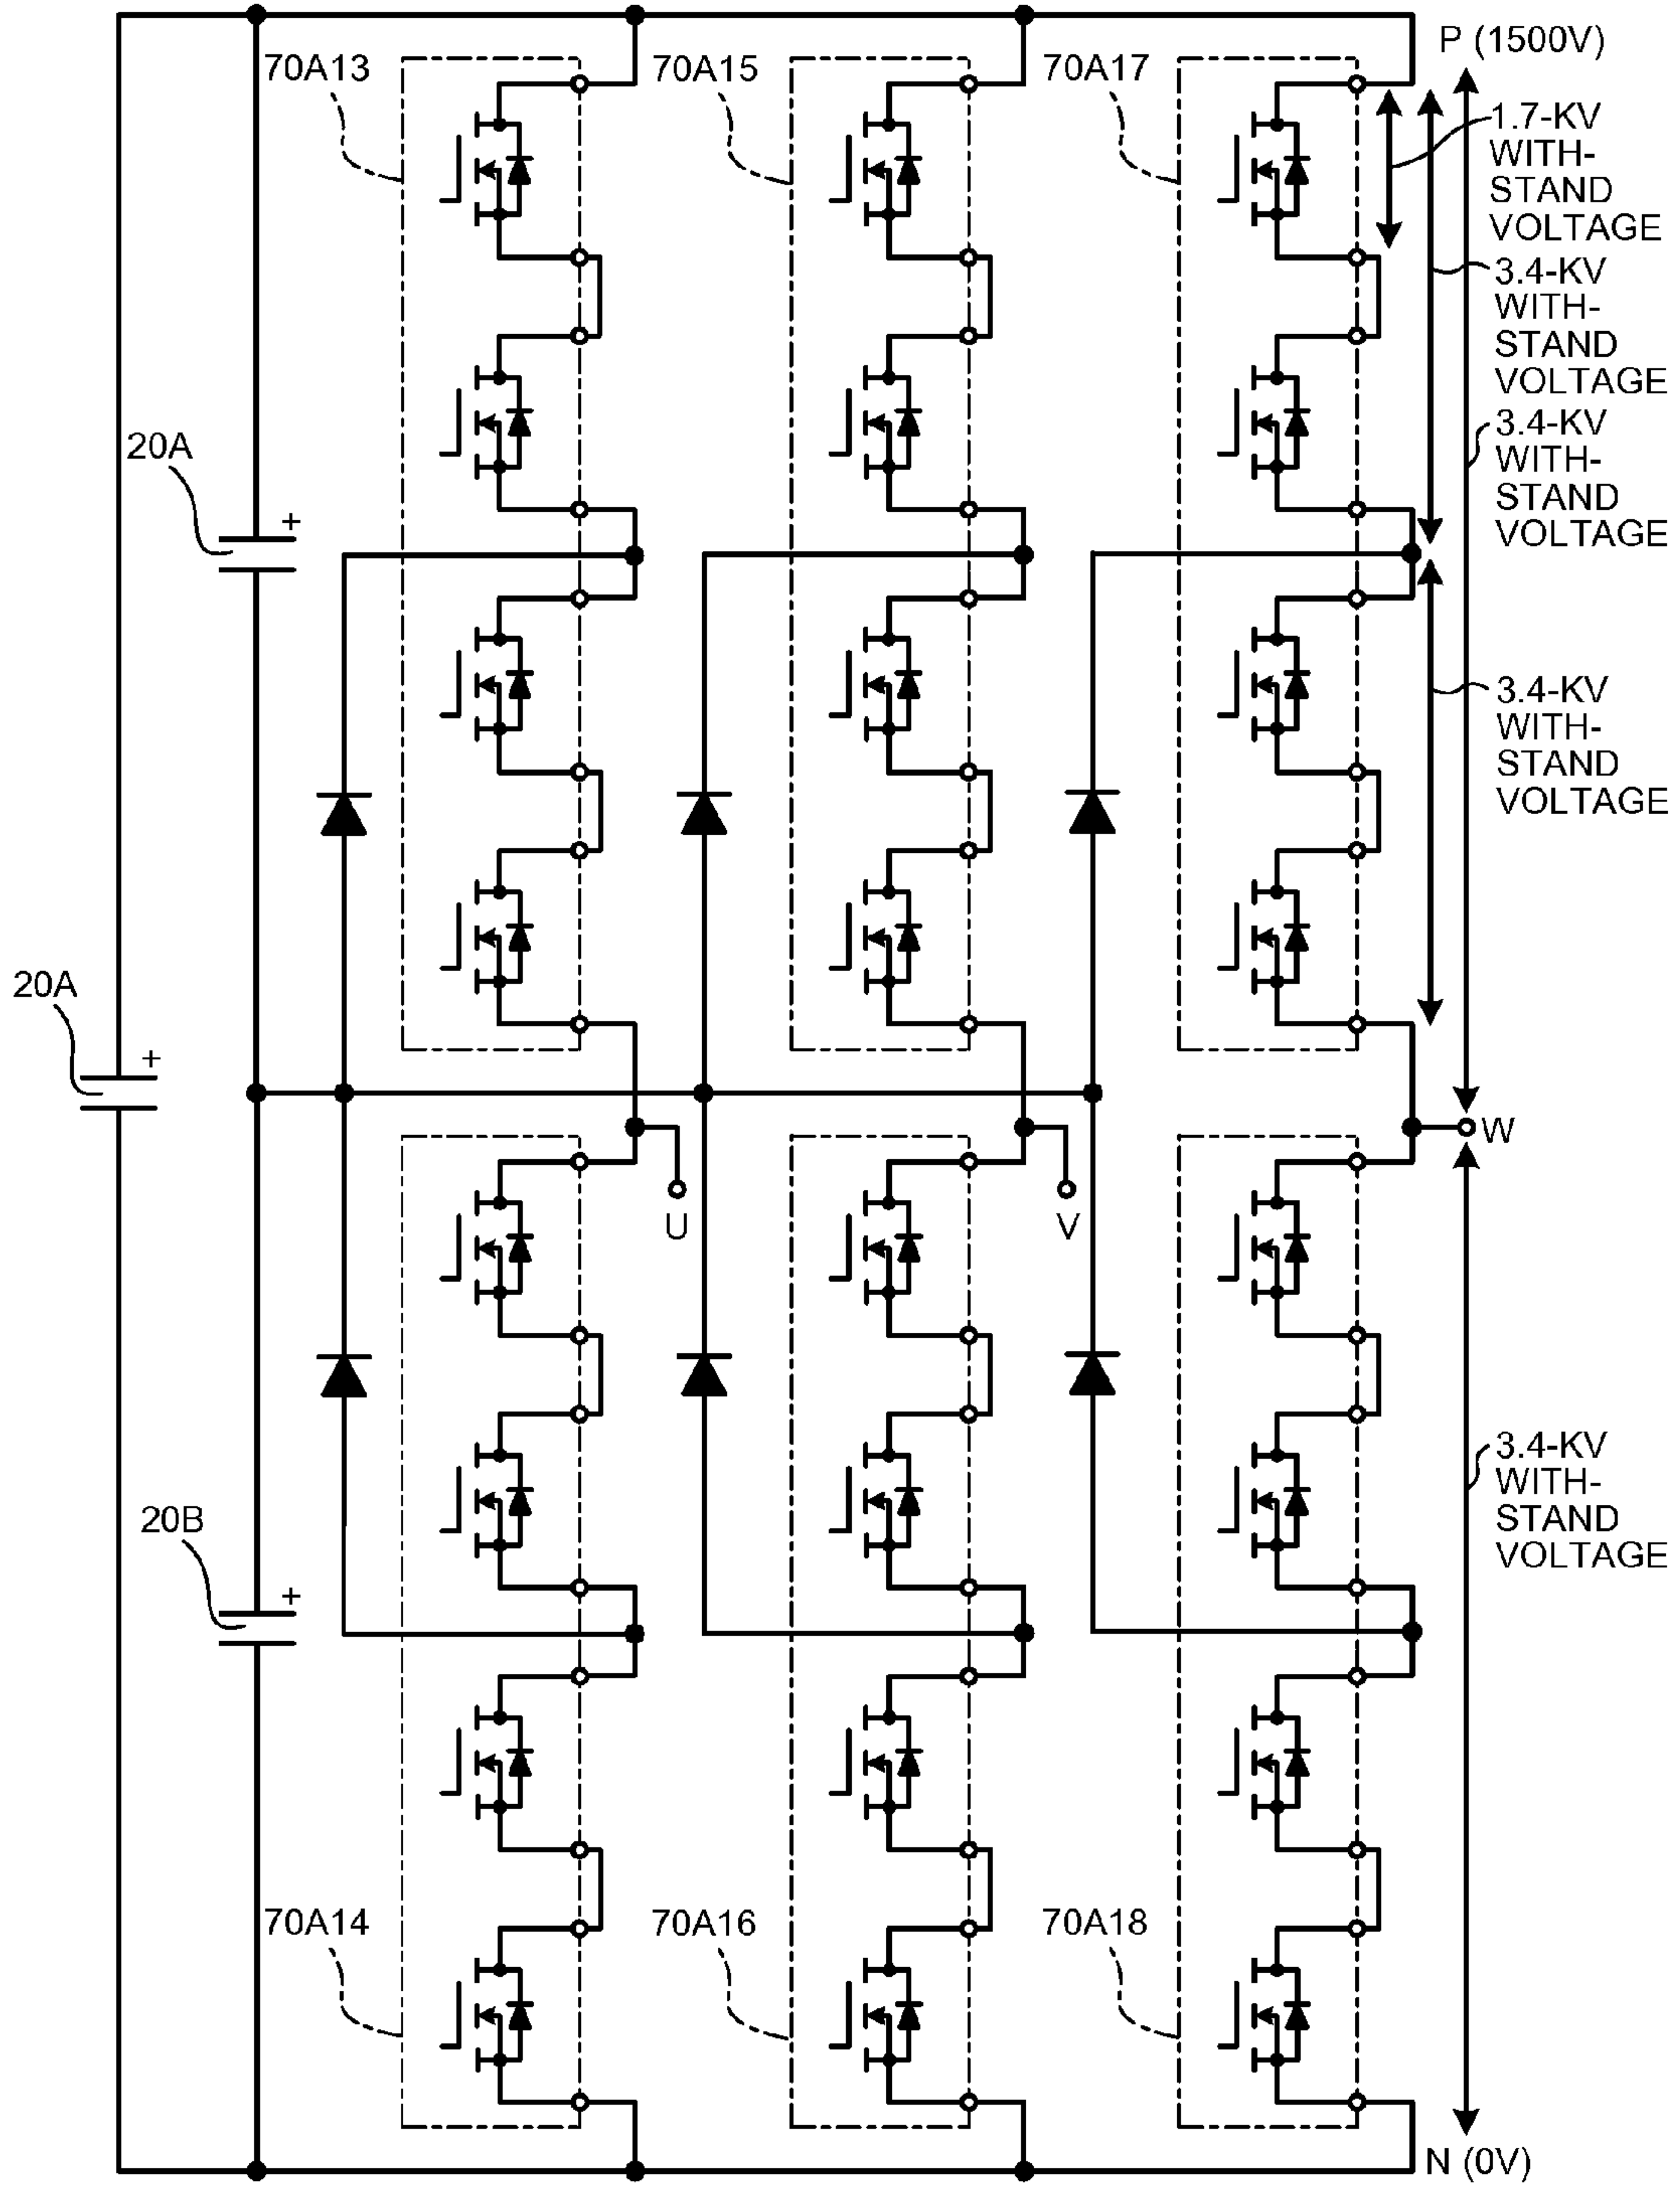 P (1500V)
70A13
70A15
70A17
1.7-KV
WITH-
STAND
VOLTAGE
3.4-KV
WITH-
STAND
VOLTAGE
20A
+
3.4-KV
WITH-
STAND
VOLTAGE
3.4-KV
WITH-
STAND
VOLTAGE
20A
+
W
U
V
3.4-KV
WITH-
STAND
VOLTAGE
20B
+
70A14
70A16
70A18
N (0V)